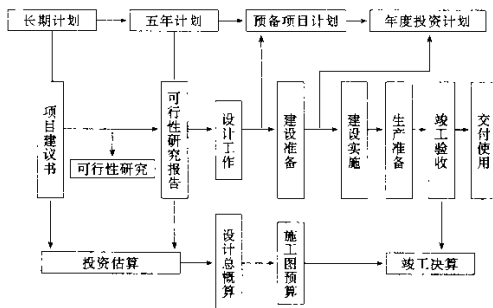 长期计划
五年计划
预备项目计划
年度投资计划
项目建议书
可行性研究
可行性研究报告
设计工作
建设准备
建设实施
生产准备
竣工验收
交付使用
投资估算
设计总概算
施工图预算
竣工决算